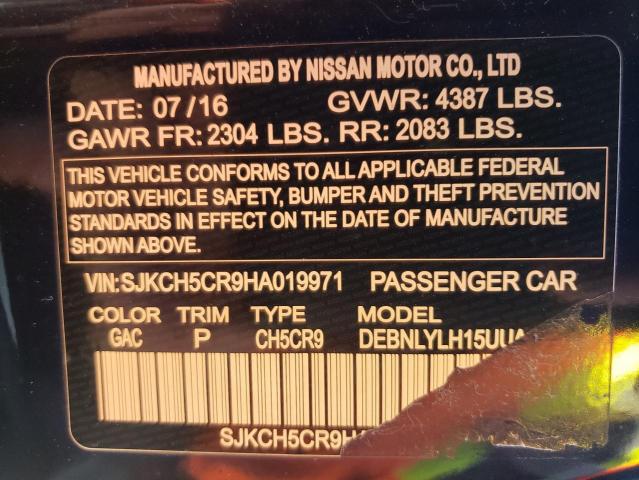 MANUFACTURED BY NISSAN MOTOR CO., LTD
DATE: 07/16 GVWR: 4387 LBS.
GAWR FR: 2304 LBS. RR: 2083 LBS.
THIS VEHICLE CONFORMS TO ALL APPLICABLE FEDERAL
MOTOR VEHICLE SAFETY, BUMPER AND THEFT PREVENTION
STANDARDS IN EFFECT ON THE DATE OF MANUFACTURE
SHOWN ABOVE.
VIN:SJKCH5CR9HA019971 PASSENGER CAR
COLOR TRIM TYPE MODEL
GAC P CH5CR9 DEBNLYLH15UUA
SJKCH5CR9HA